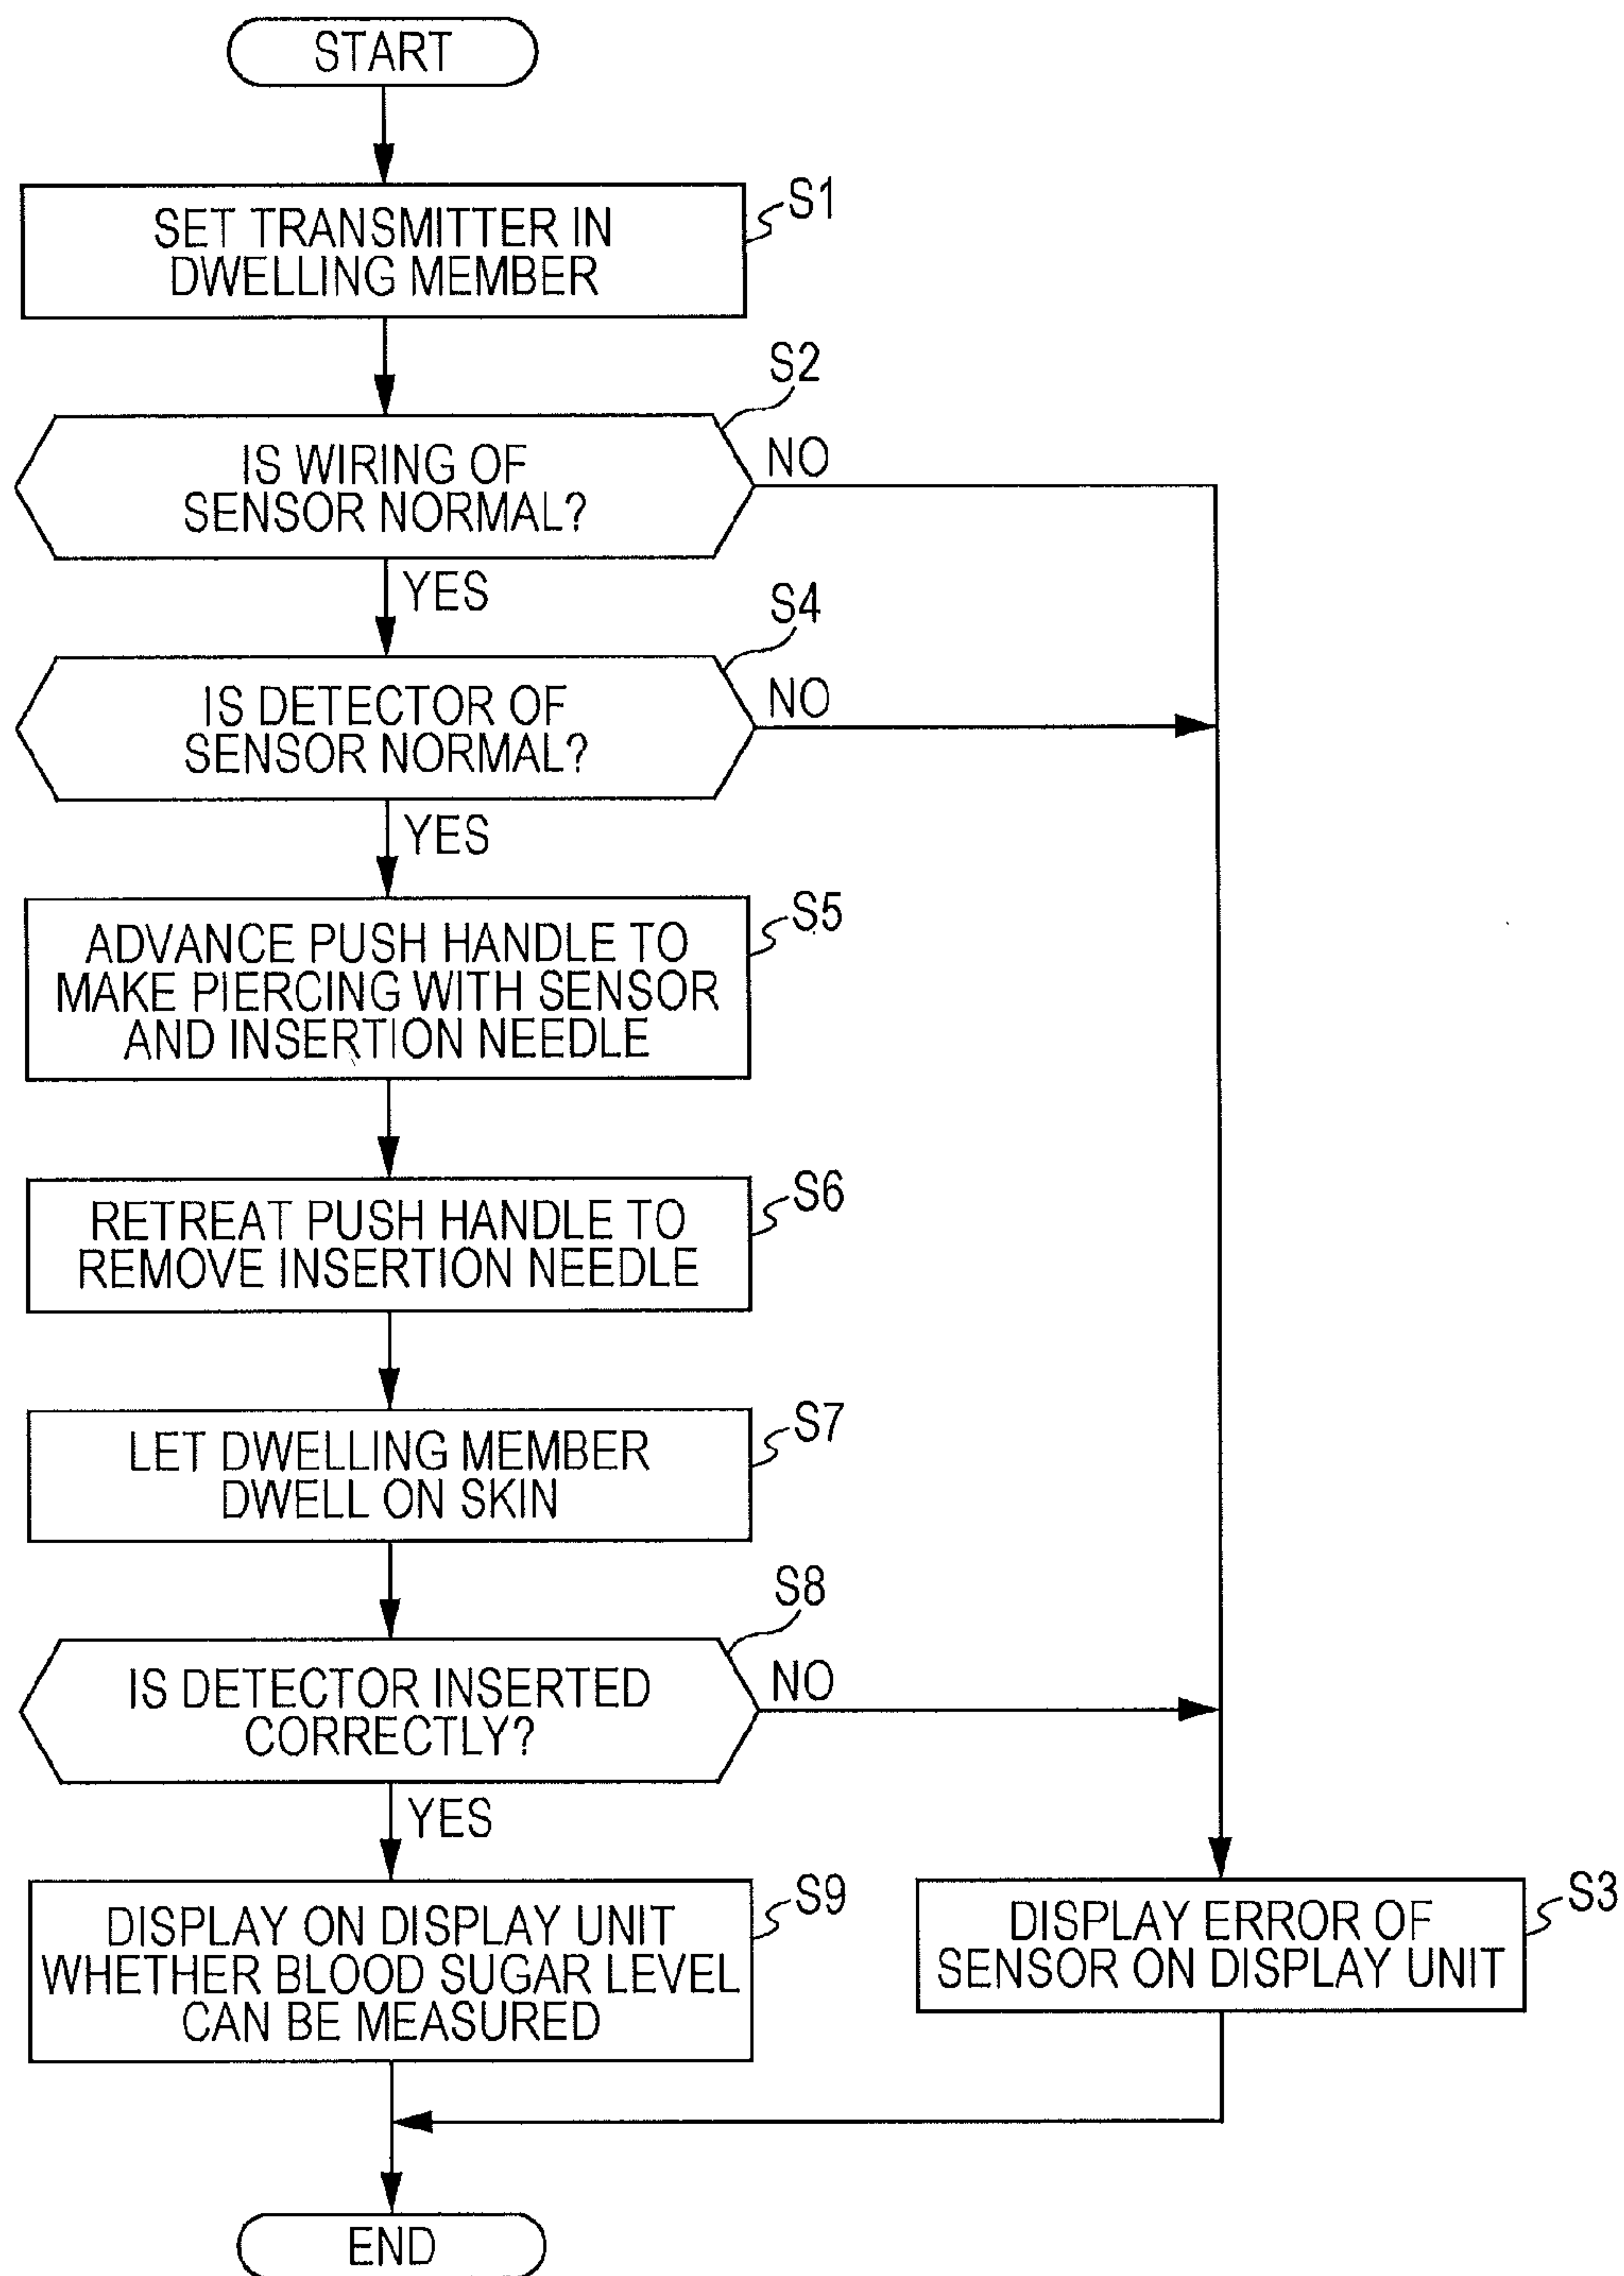 START
SET TRANSMITTER IN
DWELLING MEMBER
S1
IS WIRING OF
SENSOR NORMAL?
S2
NO
YES
IS DETECTOR OF
SENSOR NORMAL?
S4
NO
YES
ADVANCE PUSH HANDLE TO
MAKE PIERCING WITH SENSOR
AND INSERTION NEEDLE
S5
RETREAT PUSH HANDLE TO
REMOVE INSERTION NEEDLE
S6
LET DWELLING MEMBER
DWELL ON SKIN
S7
IS DETECTOR INSERTED
CORRECTLY?
S8
NO
YES
DISPLAY ON DISPLAY UNIT
WHETHER BLOOD SUGAR LEVEL
CAN BE MEASURED
S9
DISPLAY ERROR OF
SENSOR ON DISPLAY UNIT
S3
END